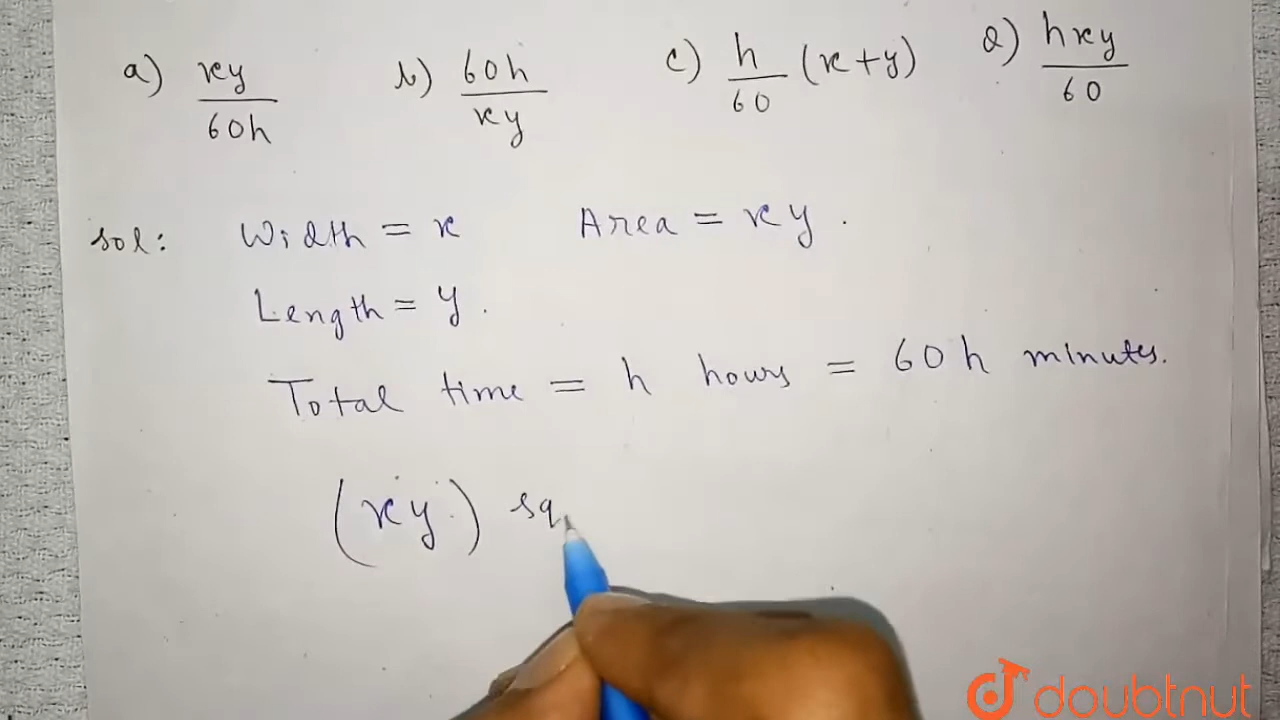 a) xy/60h b) 60h/xy c) h/60 (x+y) d) hxy/60
Sol: Width = x Area = xy.
Length = y.
Total time = h hours = 60h minutes.
(xy) sq
doubtnut